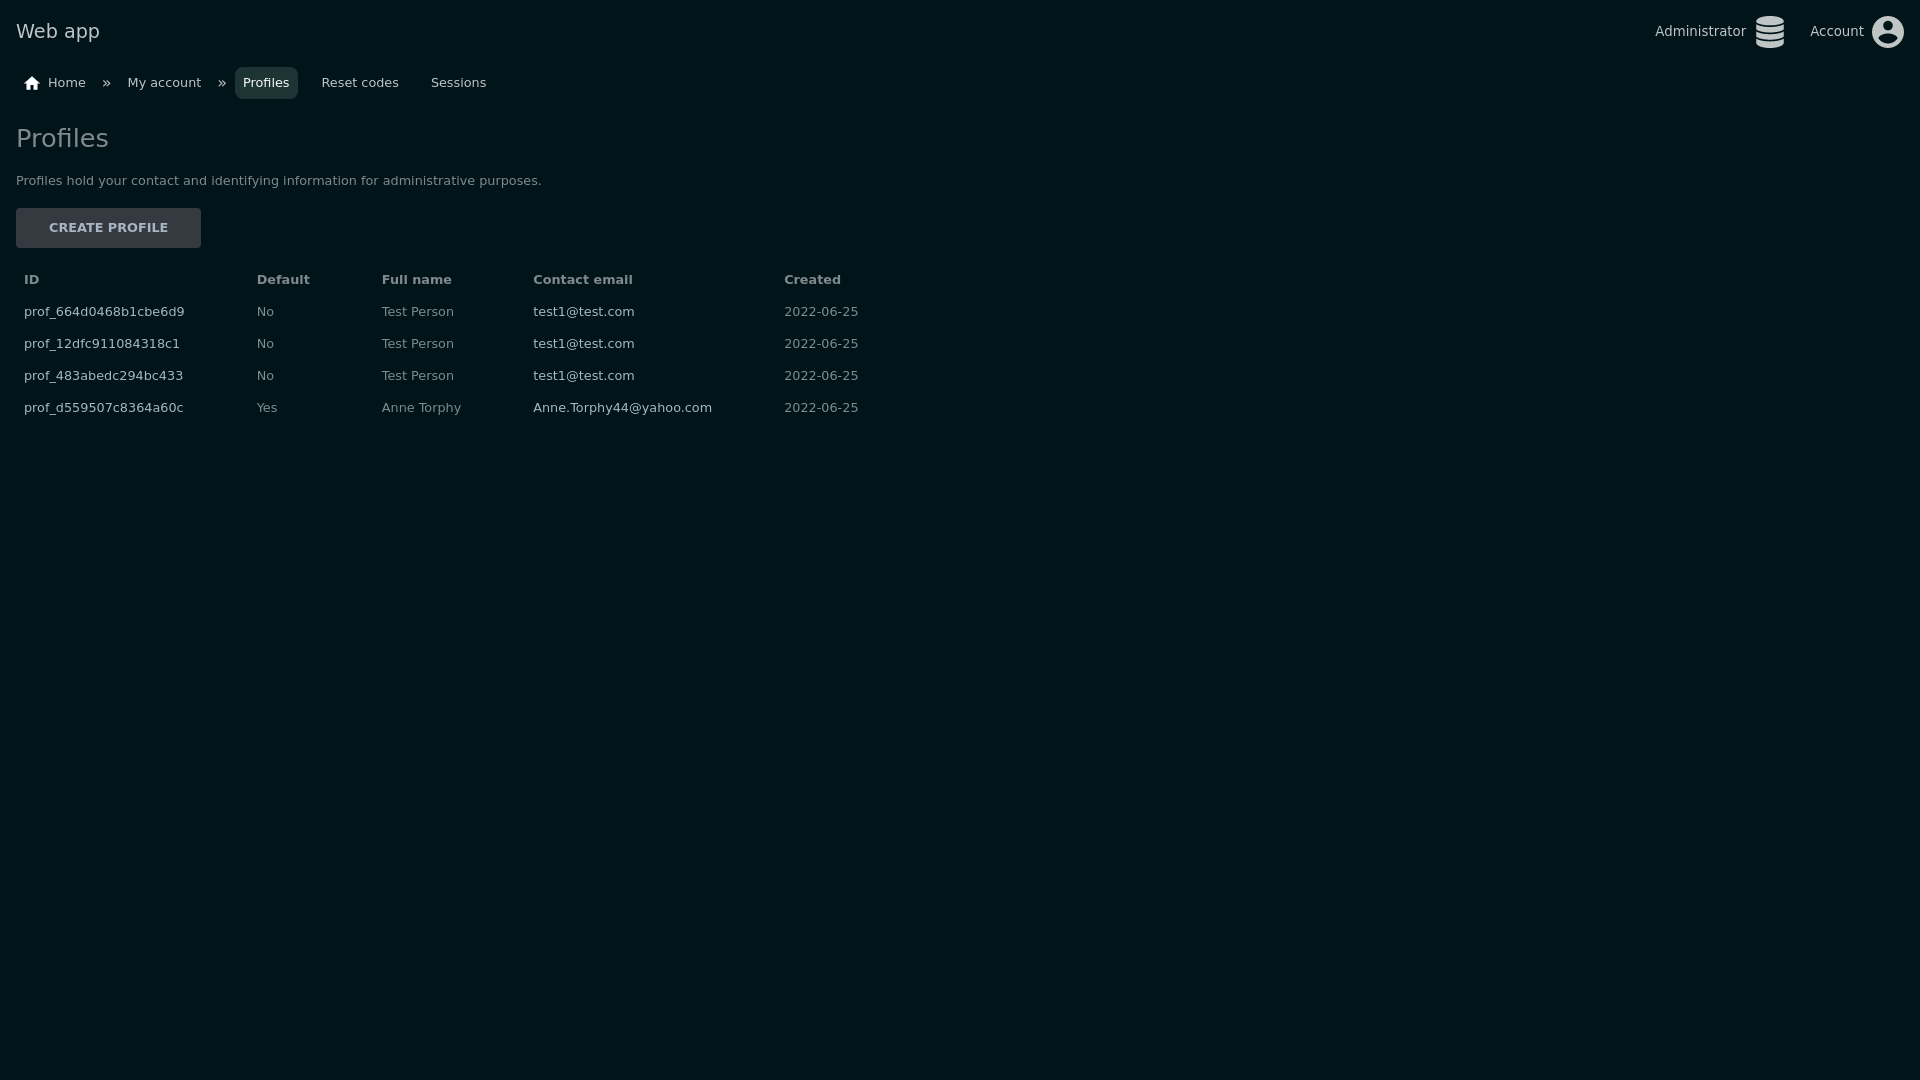 Web app
Administrator
Account
Home » My account » Profiles Reset codes Sessions
Profiles
Profiles hold your contact and identifying information for administrative purposes.
CREATE PROFILE
ID Default Full name Contact email Created
prof_664d0468b1cbe6d9 No Test Person test1@test.com 2022-06-25
prof_12dfc911084318c1 No Test Person test1@test.com 2022-06-25
prof_483abedc294bc433 No Test Person test1@test.com 2022-06-25
prof_d559507c8364a60c Yes Anne Torphy Anne.Torphy44@yahoo.com 2022-06-25